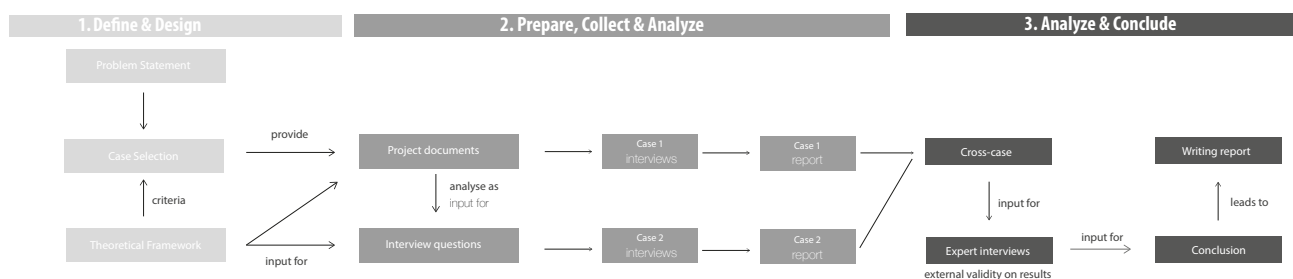 1. Define & Design
2. Prepare, Collect & Analyze
3. Analyze & Conclude
Problem Statement
Case Selection
criteria
Theoretical Framework
provide
input for
Project documents
analyse as
input for
Interview questions
Case 1
interviews
Case 1
report
Case 2
interviews
Case 2
report
Cross-case
input for
Expert interviews
external validity on results
input for
Writing report
leads to
Conclusion